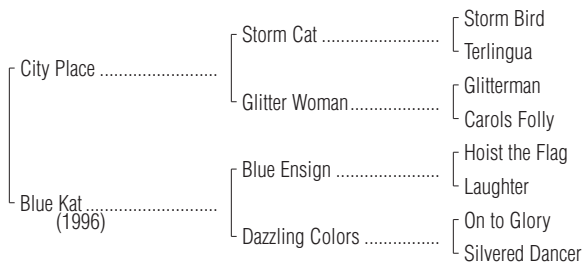 Storm Bird
Storm Cat ..............................
Terlingua
City Place ..............................
Glitterman
Glitter Woman.......................
Carols Folly
Hoist the Flag
Blue Ensign ..........................
Laughter
Blue Kat..................................
(1996)
On to Glory
Dazzling Colors ...................
Silvered Dancer